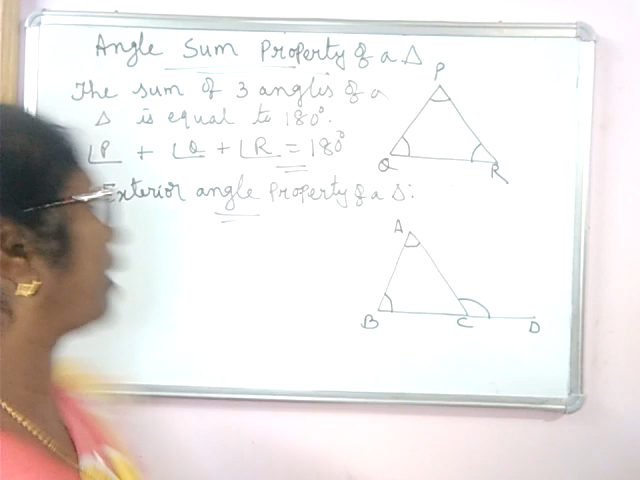 Angle Sum Property of a Δ
The sum of 3 angles of a
Δ is equal to 180°.
∠P + ∠Q + ∠R = 180°
Exterior angle Property of a Δ:
P
Q
R
A
B
C
D